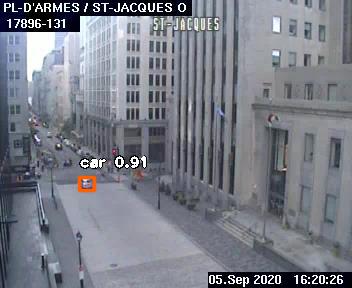 PL-D'ARMES / ST-JACQUES O
17896-131
ST-JACQUES
car 0.91
05.Sep 2020 16:20:26